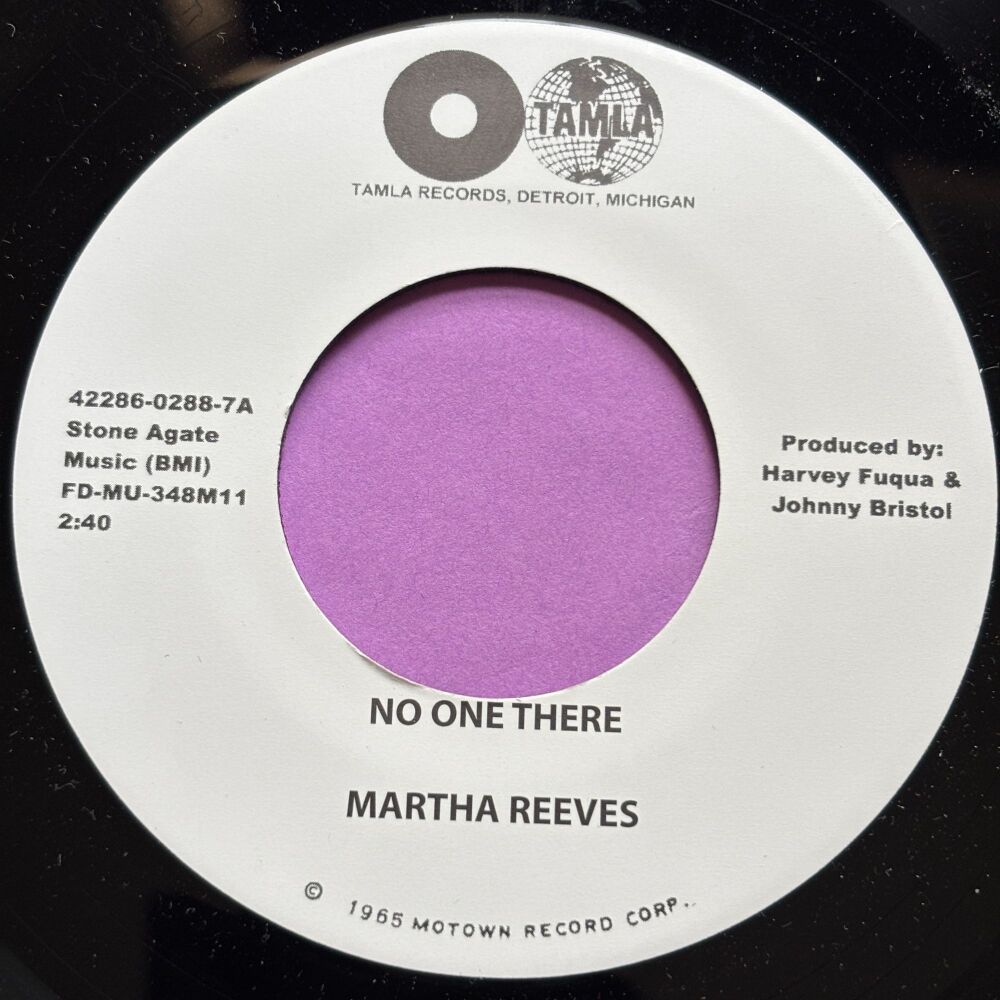 TAMLA
TAMLA RECORDS, DETROIT, MICHIGAN
42286-0288-7A
Stone Agate
Music (BMI)
FD-MU-348M11
2:40
Produced by:
Harvey Fuqua &
Johnny Bristol
NO ONE THERE
MARTHA REEVES
© 1965 MOTOWN RECORD CORP..